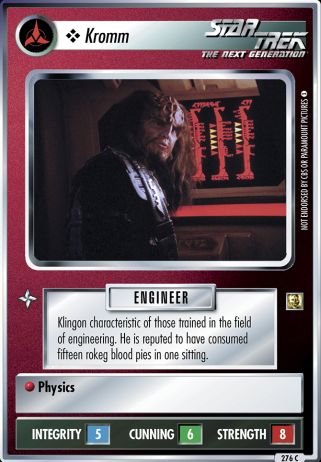 Kromm
STAR TREK
THE NEXT GENERATION
NOT ENDORSED BY CBS OR PARAMOUNT PICTURES
ENGINEER
Klingon characteristic of those trained in the field
of engineering. He is reputed to have consumed
fifteen rokeg blood pies in one sitting.
Physics
INTEGRITY 5 CUNNING 6 STRENGTH 8
276 C